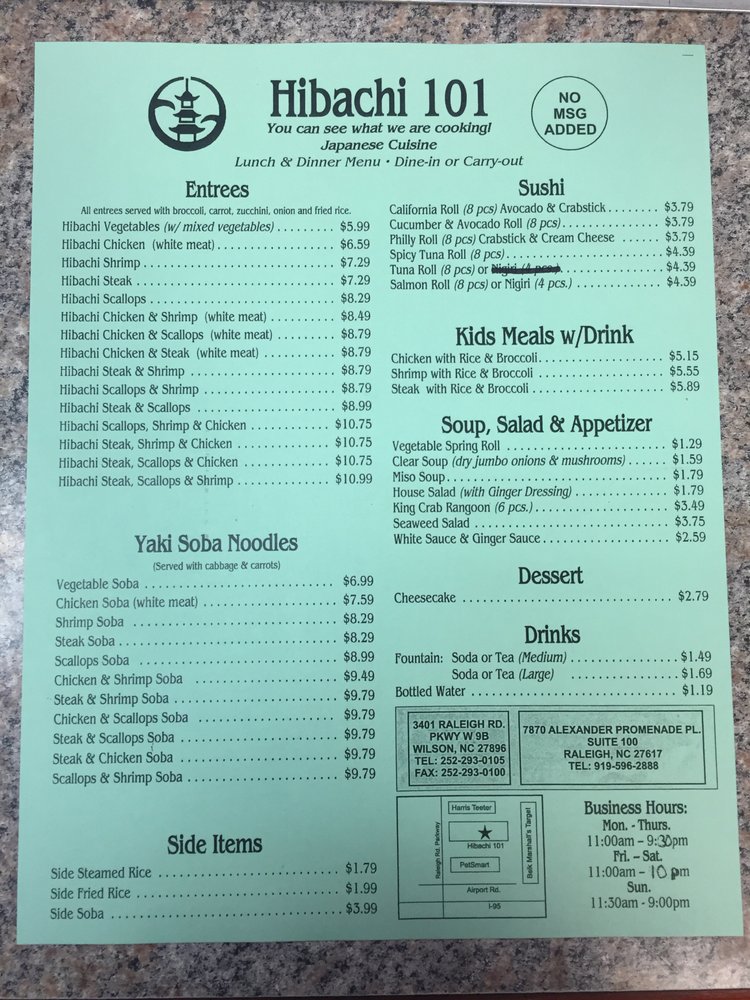 Hibachi 101
You can see what we are cooking!
Japanese Cuisine
Lunch & Dinner Menu • Dine-in or Carry-out
NO
MSG
ADDED
Entrees
All entrees served with broccoli, carrot, zucchini, onion and fried rice.
Hibachi Vegetables (w/ mixed vegetables) ......... $5.99
Hibachi Chicken (white meat) .................. $6.59
Hibachi Shrimp ............................ $7.29
Hibachi Steak ............................. $7.29
Hibachi Scallops ........................... $8.29
Hibachi Chicken & Shrimp (white meat) .......... $8.49
Hibachi Chicken & Scallops (white meat) ......... $8.79
Hibachi Chicken & Steak (white meat) ........... $8.79
Hibachi Steak & Shrimp ..................... $8.79
Hibachi Scallops & Shrimp ................... $8.79
Hibachi Steak & Scallops .................... $8.99
Hibachi Scallops, Shrimp & Chicken ............ $10.75
Hibachi Steak, Shrimp & Chicken .............. $10.75
Hibachi Steak, Scallops & Chicken ............. $10.75
Hibachi Steak, Scallops & Shrimp .............. $10.99
Yaki Soba Noodles
(Served with cabbage & carrots)
Vegetable Soba ............................ $6.99
Chicken Soba (white meat) .................... $7.59
Shrimp Soba .............................. $8.29
Steak Soba ................................ $8.29
Scallops Soba ............................. $8.99
Chicken & Shrimp Soba ..................... $9.49
Steak & Shrimp Soba ........................ $9.79
Chicken & Scallops Soba .................... $9.79
Steak & Scallops Soba ....................... $9.79
Steak & Chicken Soba ....................... $9.79
Scallops & Shrimp Soba ...................... $9.79
Side Items
Side Steamed Rice .......................... $1.79
Side Fried Rice ............................. $1.99
Side Soba ................................ $3.99
Sushi
California Roll (8 pcs) Avocado & Crabstick ........ $3.79
Cucumber & Avocado Roll (8 pcs) .............. $3.79
Philly Roll (8 pcs) Crabstick & Cream Cheese ...... $3.79
Spicy Tuna Roll (8 pcs) ...................... $4.39
Tuna Roll (8 pcs) or Nigiri (4 pcs.) ............... $4.39
Salmon Roll (8 pcs) or Nigiri (4 pcs.) ............. $4.39
Kids Meals w/Drink
Chicken with Rice & Broccoli .................. $5.15
Shrimp with Rice & Broccoli .................. $5.55
Steak with Rice & Broccoli ................... $5.89
Soup, Salad & Appetizer
Vegetable Spring Roll ....................... $1.29
Clear Soup (dry jumbo onions & mushrooms) ...... $1.59
Miso Soup ................................ $1.79
House Salad (with Ginger Dressing) ............. $1.79
King Crab Rangoon (6 pcs.) ................... $3.49
Seaweed Salad ............................ $3.75
White Sauce & Ginger Sauce .................. $2.59
Dessert
Cheesecake .............................. $2.79
Drinks
Fountain: Soda or Tea (Medium) ................ $1.49
Soda or Tea (Large) .................. $1.69
Bottled Water .............................. $1.19
3401 RALEIGH RD.
PKWY W 9B
WILSON, NC 27896
TEL: 252-293-0105
FAX: 252-293-0100
7870 ALEXANDER PROMENADE PL.
SUITE 100
RALEIGH, NC 27617
TEL: 919-596-2888
Harris Teeter
Hibachi 101
PetSmart
Airport Rd.
I-95
Raleigh Rd. Parkway
Belk Marshall's Target
Business Hours:
Mon. - Thurs.
11:00am – 9:30pm
Fri. – Sat.
11:00am – 10 pm
Sun.
11:30am - 9:00pm